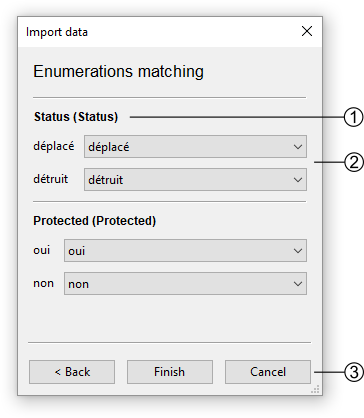 Import data
Enumerations matching
Status (Status)
1
déplacé déplacé
2
détruit détruit
Protected (Protected)
oui oui
non non
< Back Finish Cancel
3